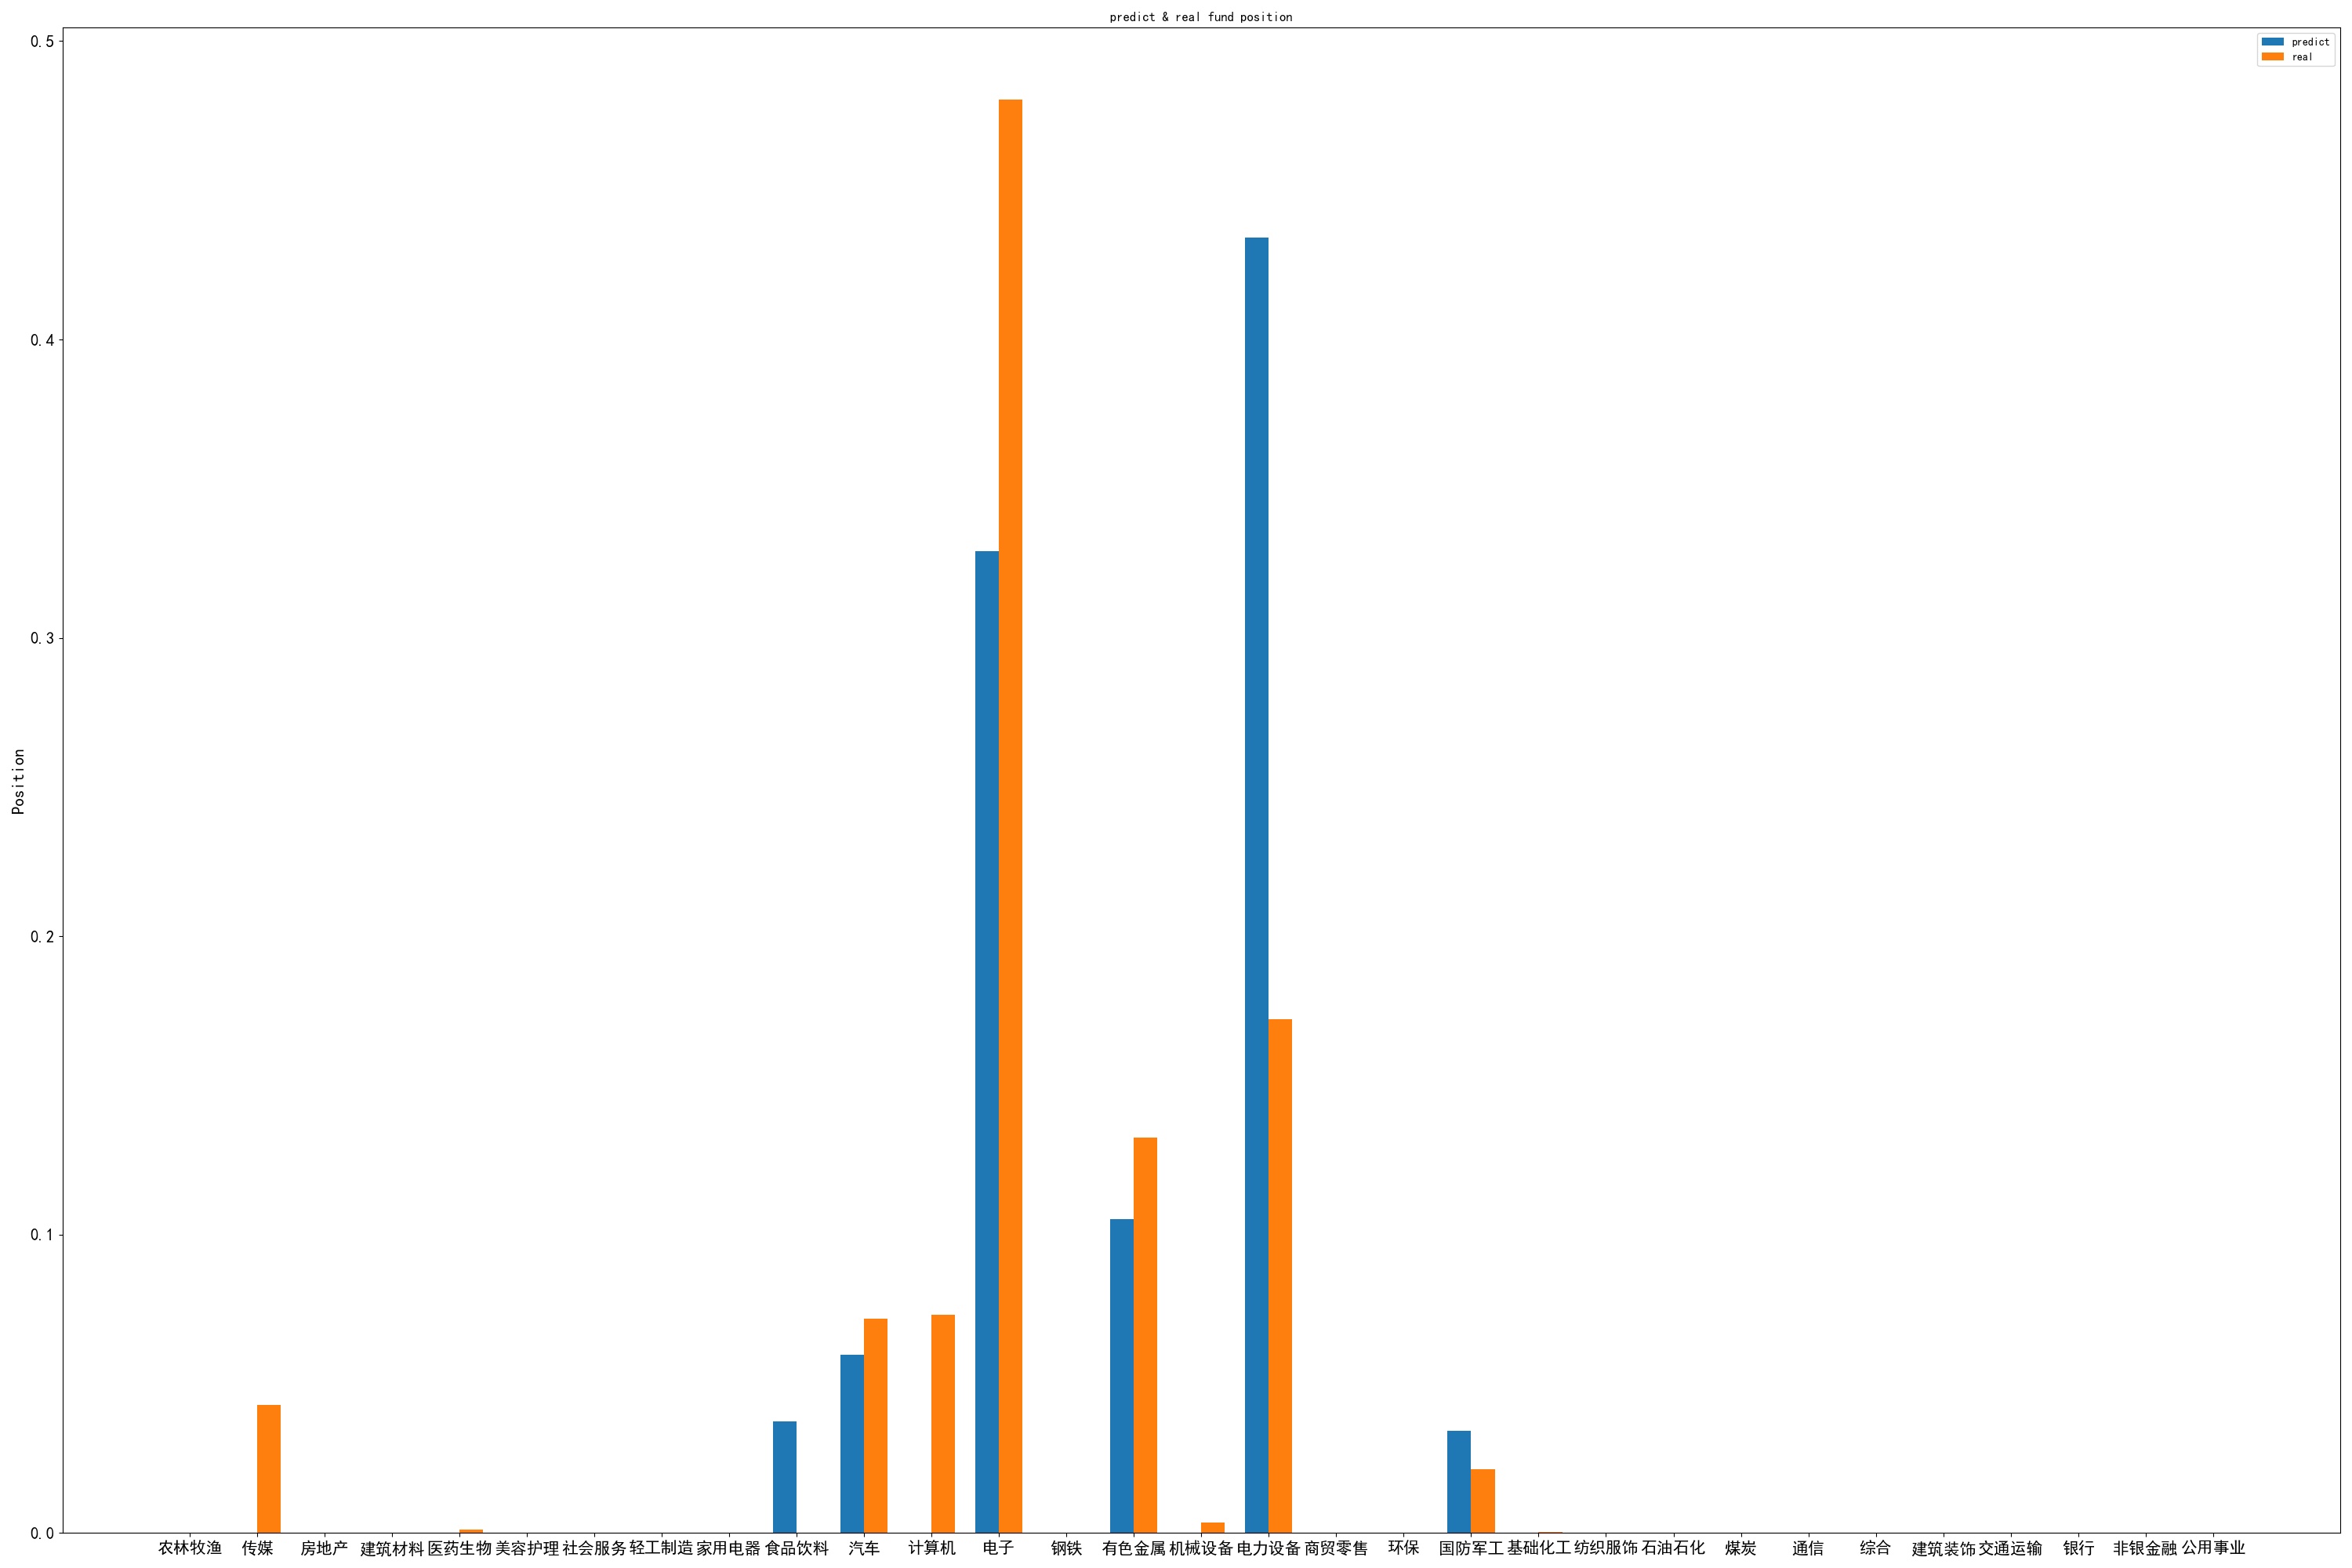 predict & real fund position
predict
real
0.5
0.4
0.3
0.2
0.1
0.0
Position
农林牧渔 传媒 房地产 建筑材料 医药生物 美容护理 社会服务 轻工制造 家用电器 食品饮料 汽车 计算机 电子 钢铁 有色金属 机械设备 电力设备 商贸零售 环保 国防军工 基础化工 纺织服饰 石油石化 煤炭 通信 综合 建筑装饰 交通运输 银行 非银金融 公用事业